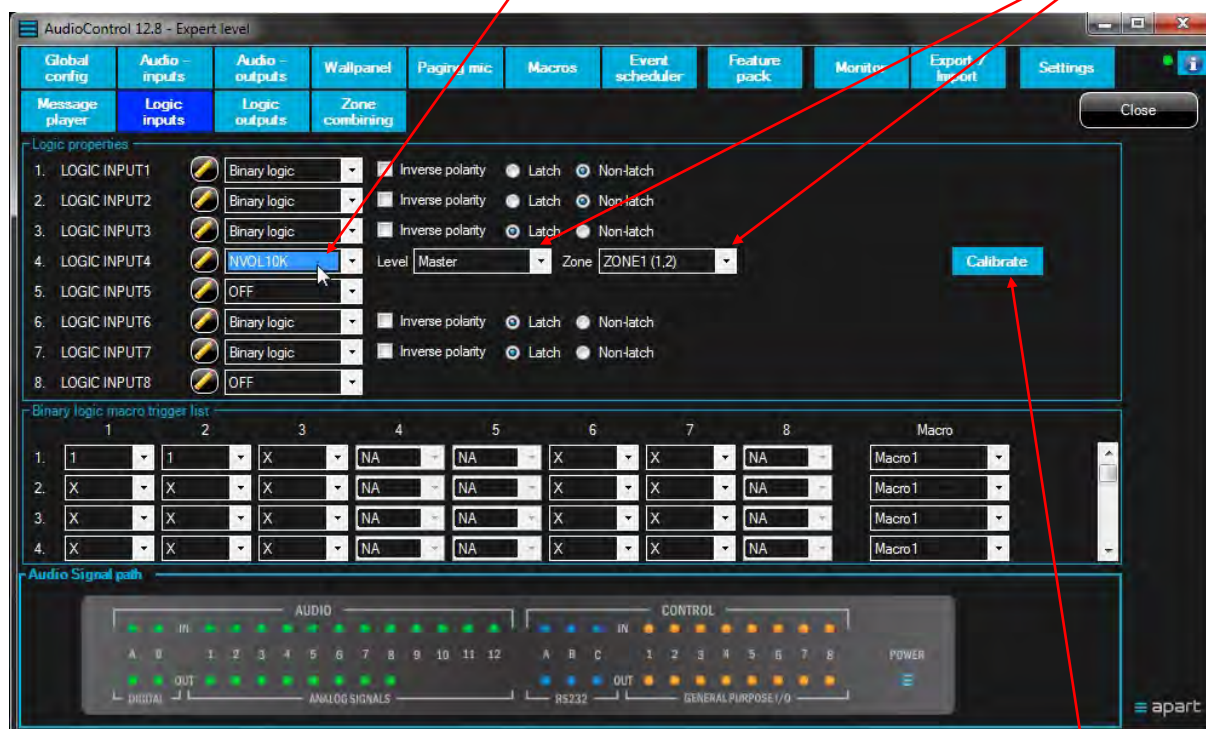 AudioControl 12.8 - Expert level
Global config Audio - inputs Audio - outputs Wallpanel Paging mic Macros Event scheduler Feature pack Monitor Export / Import Settings
Message player Logic inputs Logic outputs Zone combining Close
Logic properties
1. LOGIC INPUT1 Binary logic Inverse polarity Latch Non-latch
2. LOGIC INPUT2 Binary logic Inverse polarity Latch Non-latch
3. LOGIC INPUT3 Binary logic Inverse polarity Latch Non-latch
4. LOGIC INPUT4 NVOL10K Level Master Zone ZONE1 (1,2) Calibrate
5. LOGIC INPUT5 OFF
6. LOGIC INPUT6 Binary logic Inverse polarity Latch Non-latch
7. LOGIC INPUT7 Binary logic Inverse polarity Latch Non-latch
8. LOGIC INPUT8 OFF
Binary logic macro trigger list
1 2 3 4 5 6 7 8 Macro
1. 1 1 X NA NA X X NA Macro1
2. X X X NA NA X X NA Macro1
3. X X X NA NA X X NA Macro1
4. X X X NA NA X X NA Macro1
Audio Signal path
AUDIO CONTROL
IN IN
A B 1 2 3 4 5 6 7 8 9 10 11 12 A B C 1 2 3 4 5 6 7 8 POWER
OUT OUT
DIGITAL ANALOG SIGNALS RS232 GENERAL PURPOSE I/O
apart